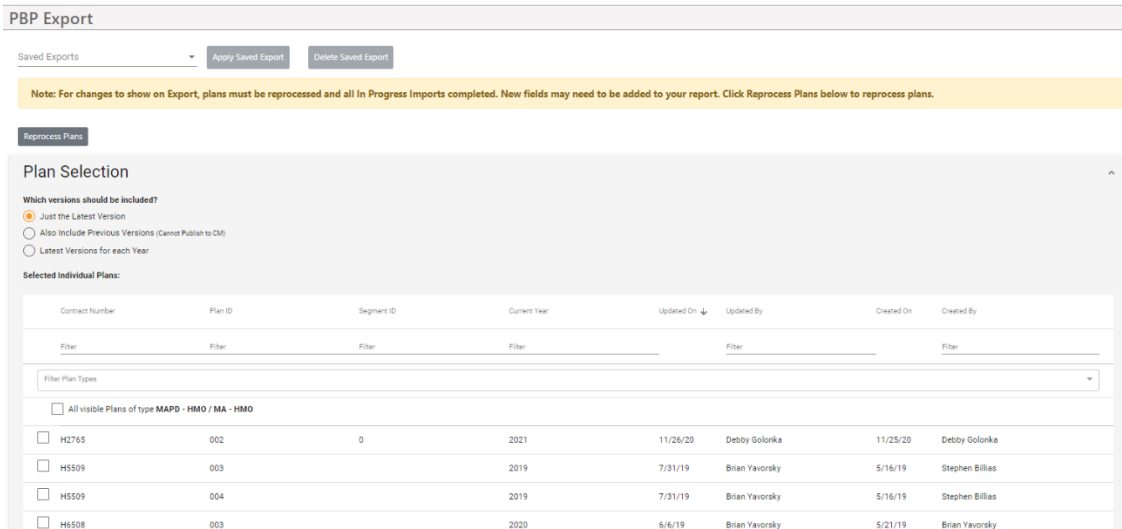 PBP Export
Saved Exports Apply Saved Export Delete Saved Export
Note: For changes to show on Export, plans must be reprocessed and all In Progress Imports completed. New fields may need to be added to your report. Click Reprocess Plans below to reprocess plans.
Reprocess Plans
Plan Selection
Which versions should be included?
Just the Latest Version
Also Include Previous Versions (Cannot Publish to CM)
Latest Versions for each Year
Selected Individual Plans:
Contract Number Plan ID Segment ID Current Year Updated On Updated By Created On Created By
Filter Filter Filter Filter Filter Filter
Filter Plan Types
All visible Plans of type MAPD - HMO / MA - HMO
H2765 002 0 2021 11/26/20 Debby Golonka 11/25/20 Debby Golonka
H5509 003 2019 7/31/19 Brian Yavorsky 5/16/19 Stephen Billias
H5509 004 2019 7/31/19 Brian Yavorsky 5/16/19 Stephen Billias
H6508 003 2020 6/6/19 Brian Yavorsky 5/21/19 Brian Yavorsky